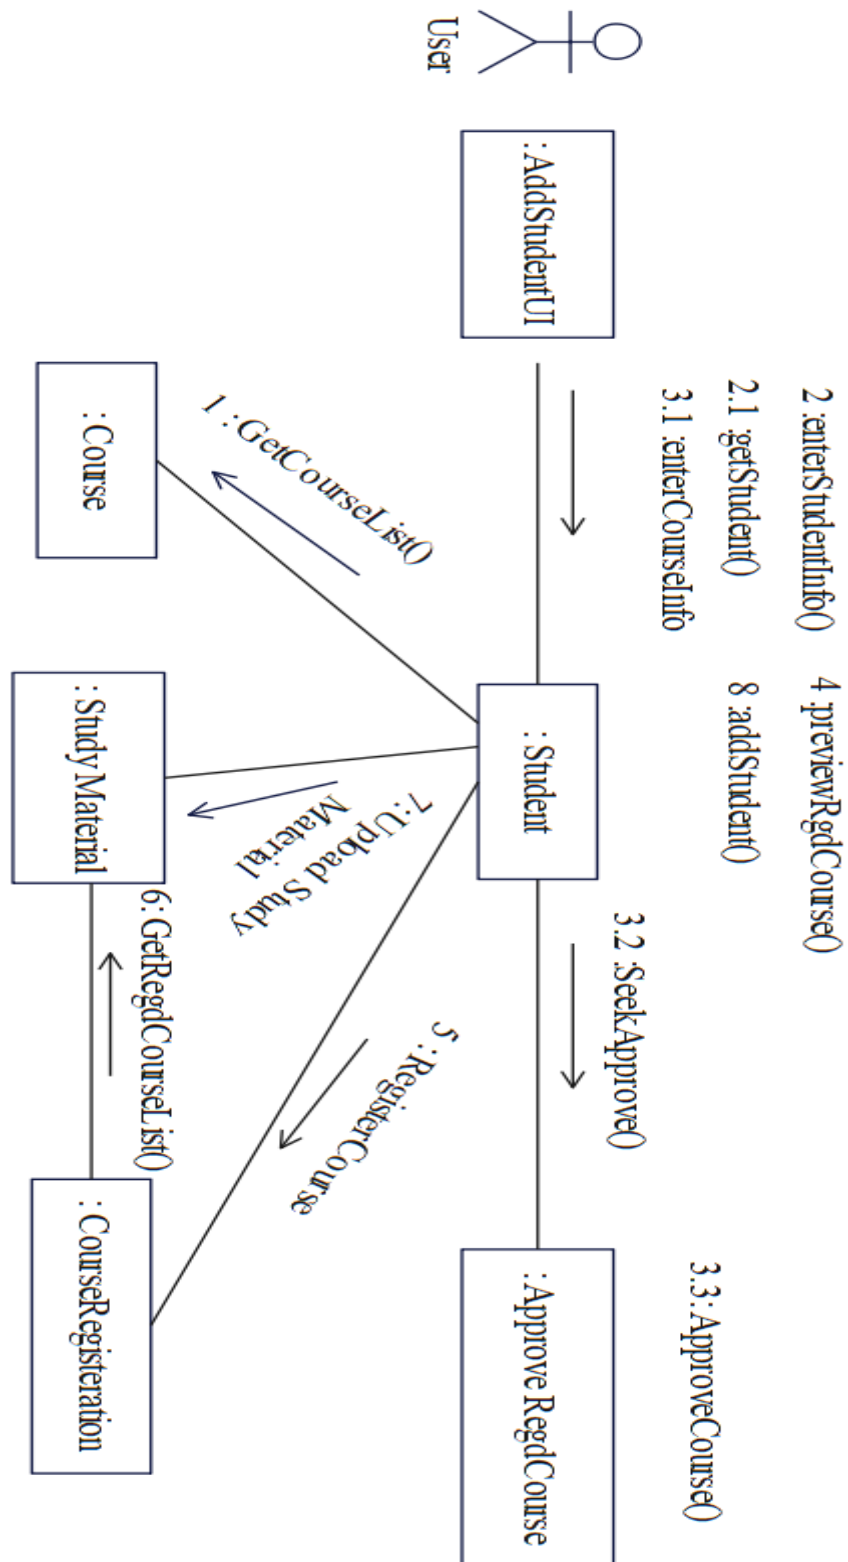 2 :enterStudentInfo()
4 :previewRgdCourse()
2.1 :getStudent()
8 :addStudent()
3.1 :enterCourseInfo
3.3: ApproveCourse()
3.2 :SeekApprove()
User
: AddStudentUI
: Student
: Approve RegdCourse
1 : GetCourseList()
7: Upload Study
Material
5 : RegisterCourse
6: GetRegdCourseList()
: Course
: Study Material
: CourseRegisteration